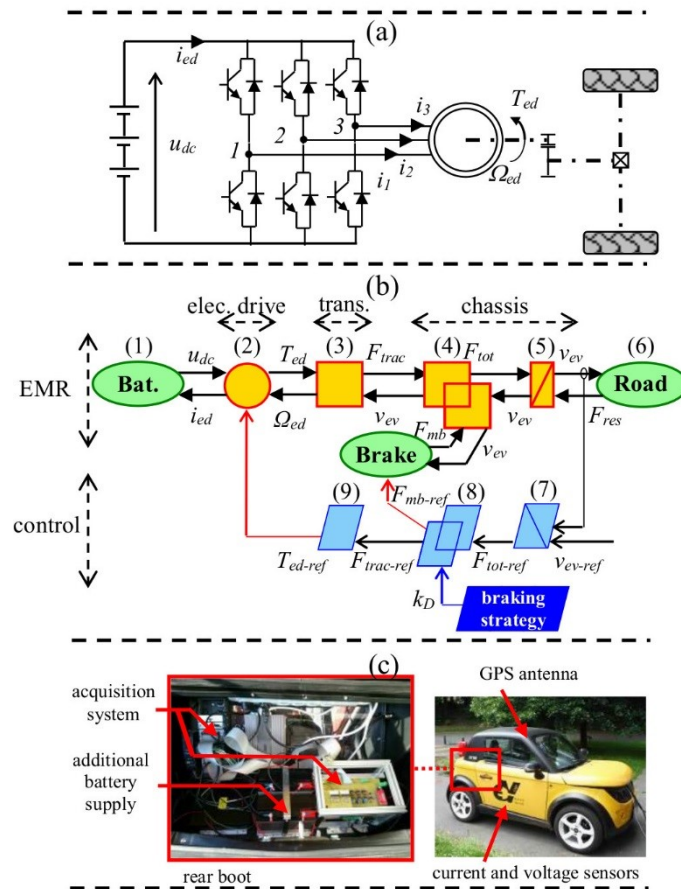 (a)
i_ed
u_dc
1
2
3
i_3
i_2
i_1
T_ed
Ω_ed
(b)
elec. drive
trans.
chassis
EMR
(1)
u_dc
(2)
T_ed
(3)
F_trac
(4)
F_tot
(5)
v_ev
(6)
Bat.
Road
i_ed
Ω_ed
v_ev
v_ev
F_res
F_mb
v_ev
Brake
F_mb-ref
control
(9)
(8)
(7)
T_ed-ref
F_trac-ref
F_tot-ref
v_ev-ref
k_D
braking
strategy
(c)
acquisition
system
additional
battery
supply
rear boot
GPS antenna
current and voltage sensors